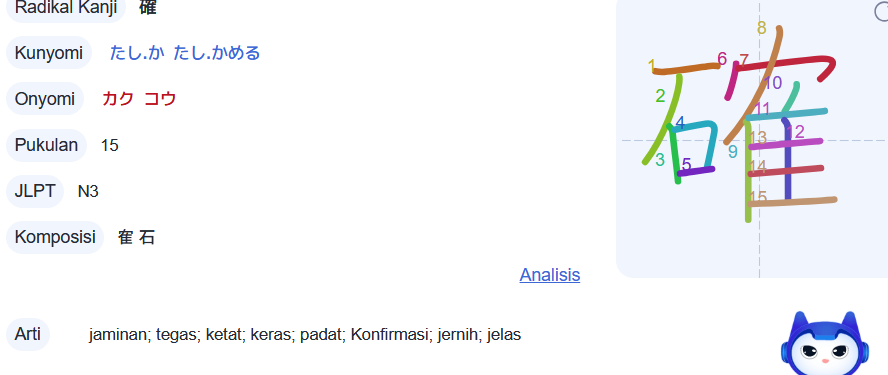 Radikal Kanji 確
Kunyomi たし.か たし.かめる
Onyomi カク コウ
Pukulan 15
JLPT N3
Komposisi 寉 石
Analisis
Arti jaminan; tegas; ketat; keras; padat; Konfirmasi; jernih; jelas
1
2
3
4
5
6
7
8
9
10
11
12
13
14
15